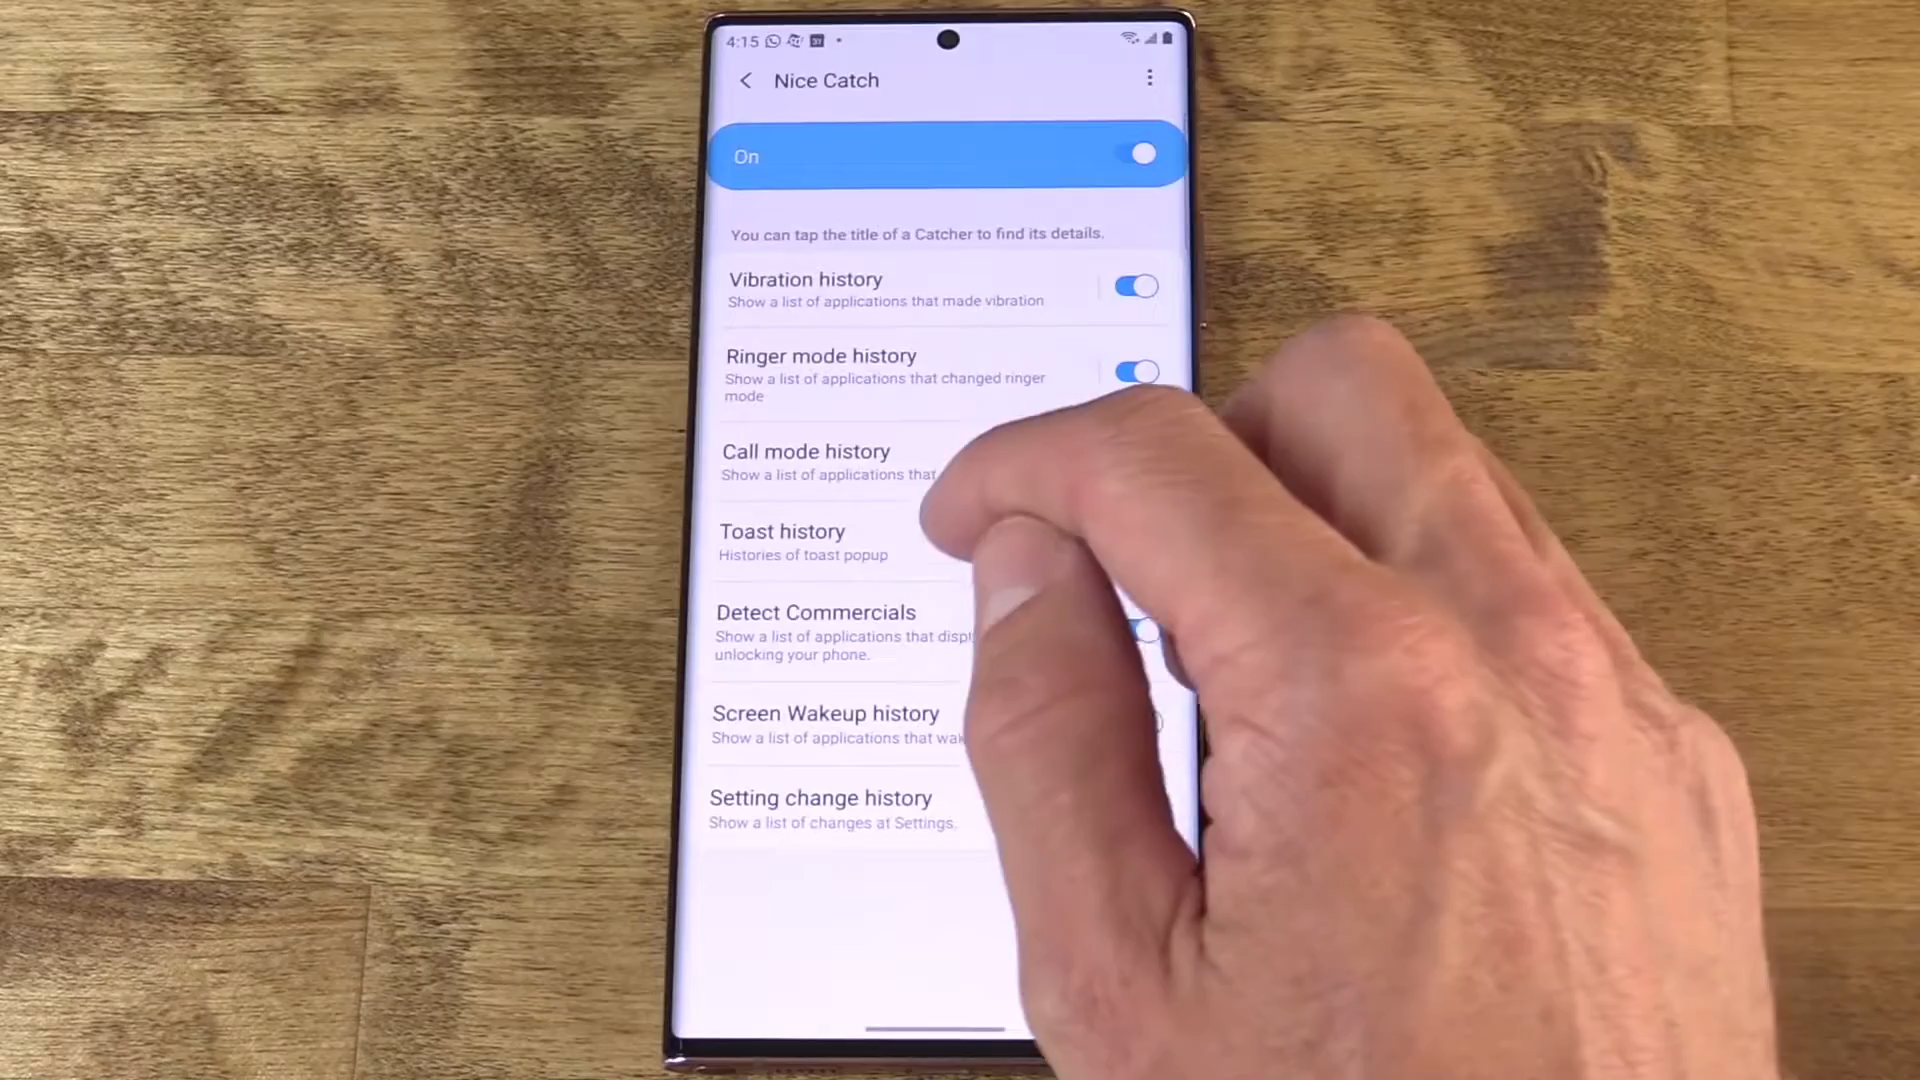 4:15
Nice Catch
On
You can tap the title of a Catcher to find its details.
Vibration history
Show a list of applications that made vibration
Ringer mode history
Show a list of applications that changed ringer
mode
Call mode history
Show a list of applications that
Toast history
Histories of toast popup
Detect Commercials
Show a list of applications that
unlocking your phone.
Screen Wakeup history
Show a list of applications that
Setting change history
Show a list of changes at Settings.